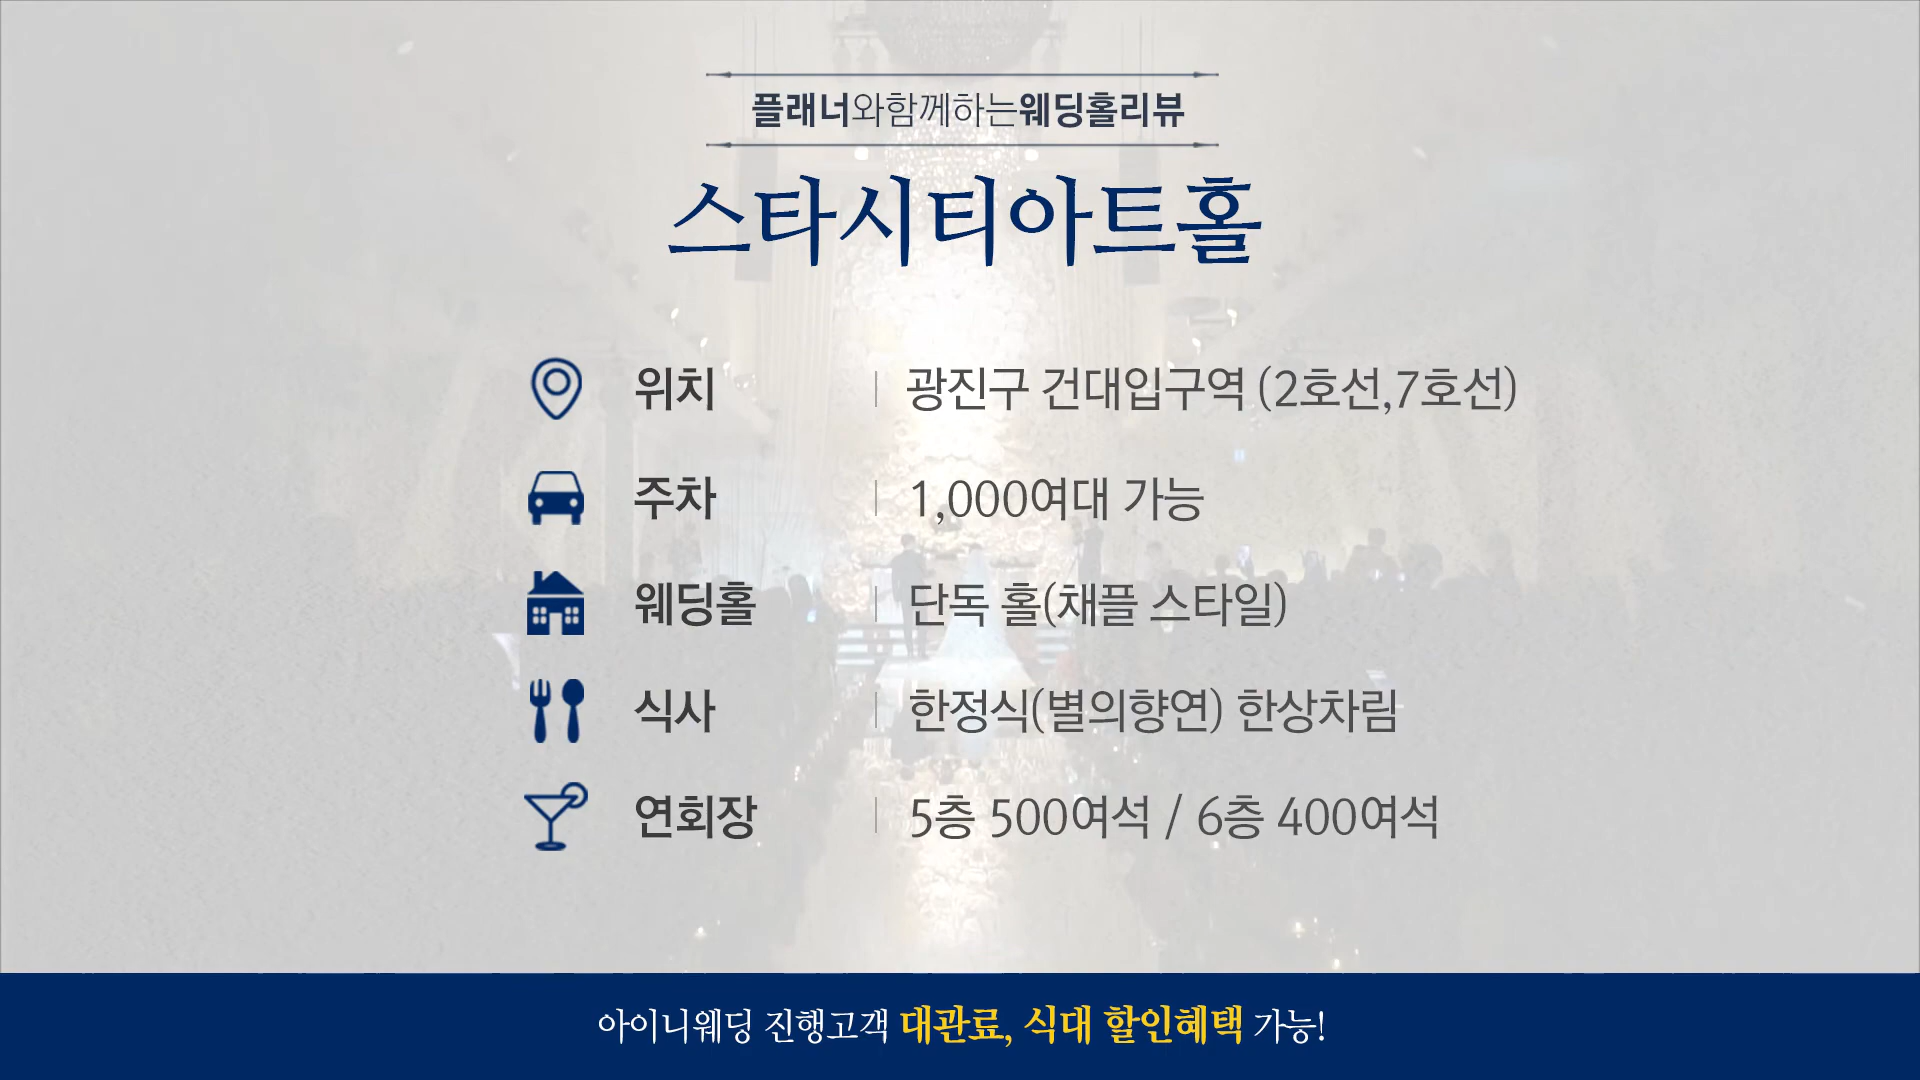 플래너와함께하는웨딩홀리뷰
스타시티아트홀
위치 광진구 건대입구역 (2호선,7호선)
주차 1,000여대 가능
웨딩홀 단독 홀(채플 스타일)
식사 한정식(별의향연) 한상차림
연회장 5층 500여석 / 6층 400여석
아이니웨딩 진행고객 대관료, 식대 할인혜택 가능!